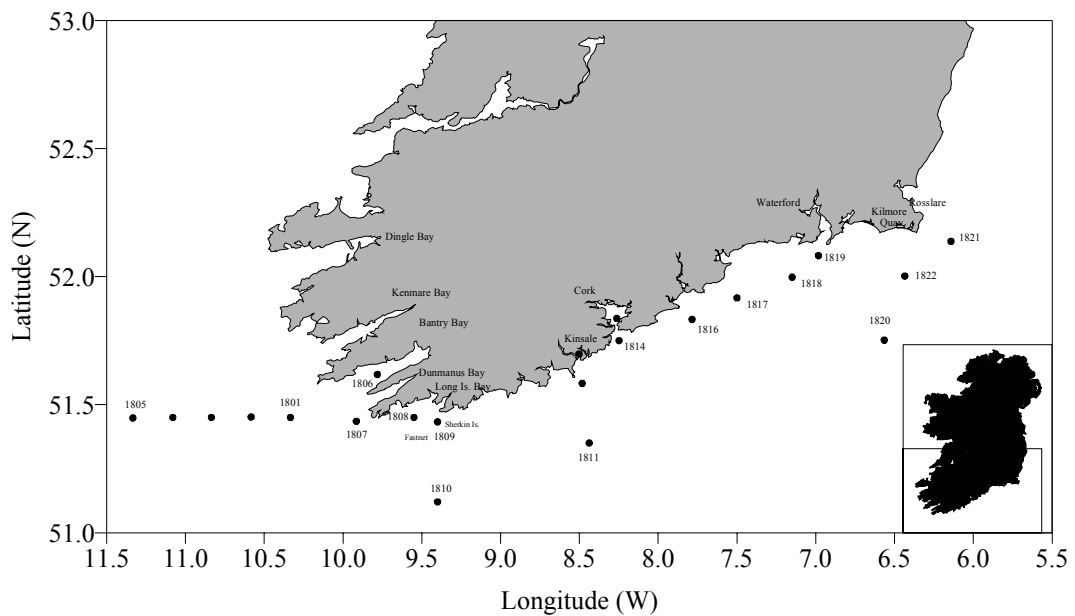 53.0
52.5
52.0
51.5
51.0
Latitude (N)
11.5 11.0 10.5 10.0 9.5 9.0 8.5 8.0 7.5 7.0 6.5 6.0 5.5
Longitude (W)
Waterford
Rosslare
Kilmore
Quay
Dingle Bay
1821
1819
1822
1818
Kenmare Bay
Cork
1817
Bantry Bay
1816
1820
Kinsale
1814
Dunmanus Bay
1806
Long Is. Bay
1805
1801
1808
1807
Sherkin Is.
Fastnet
1809
1811
1810